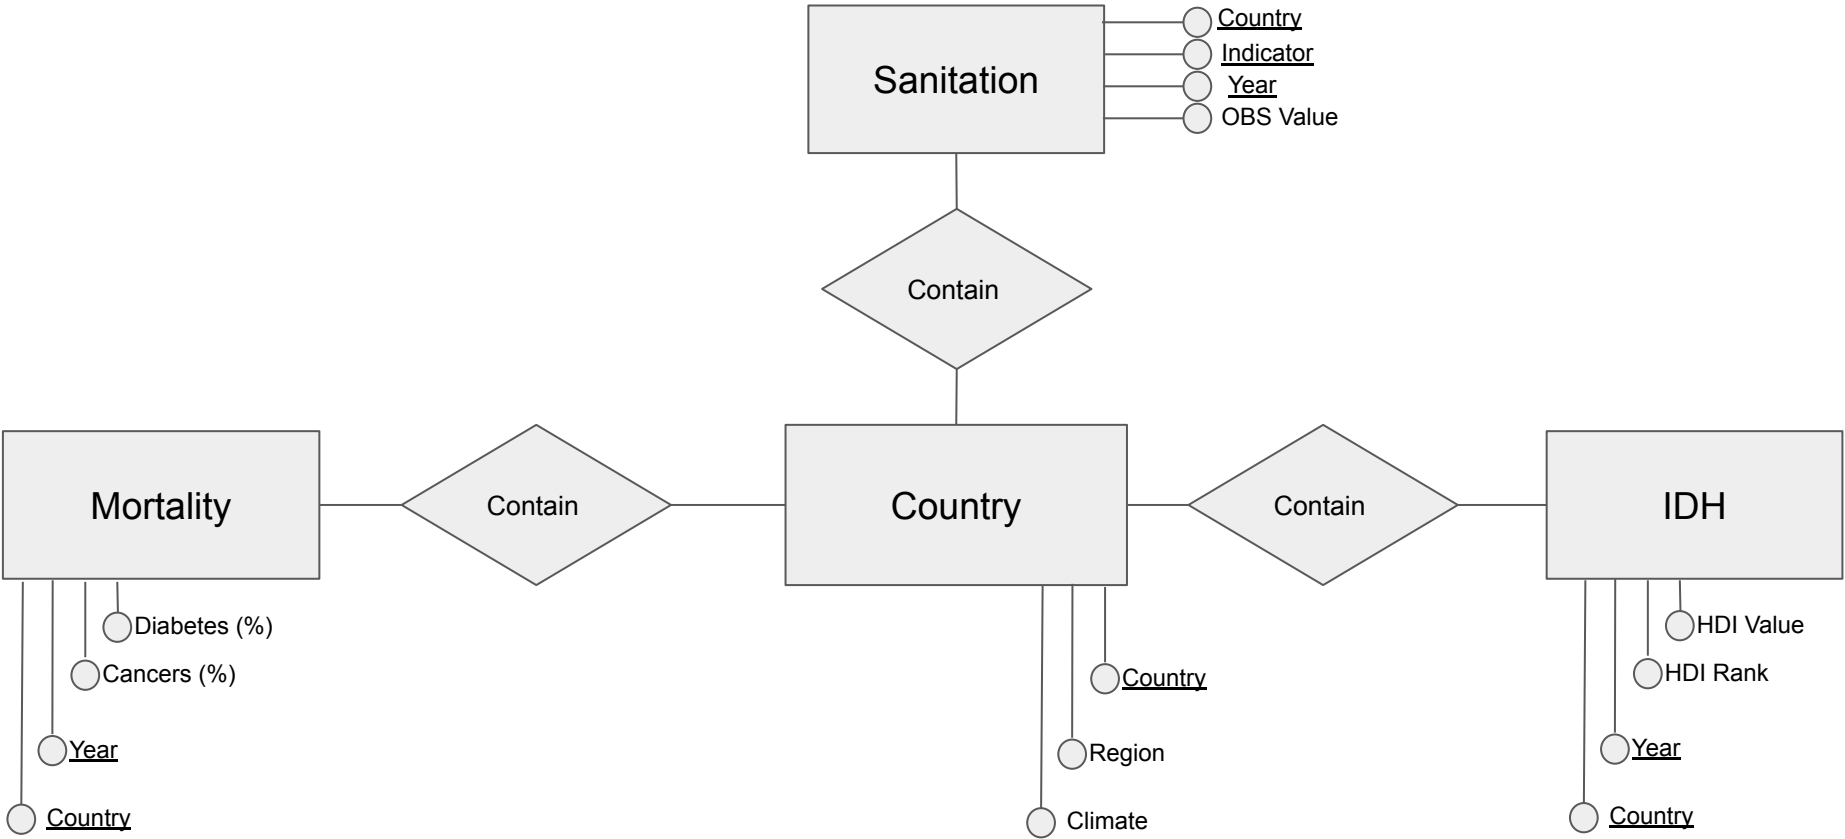 Sanitation
Country
Indicator
Year
OBS Value
Contain
Mortality
Contain
Country
Contain
IDH
Diabetes (%)
Cancers (%)
Year
Country
Country
Region
Climate
HDI Value
HDI Rank
Year
Country